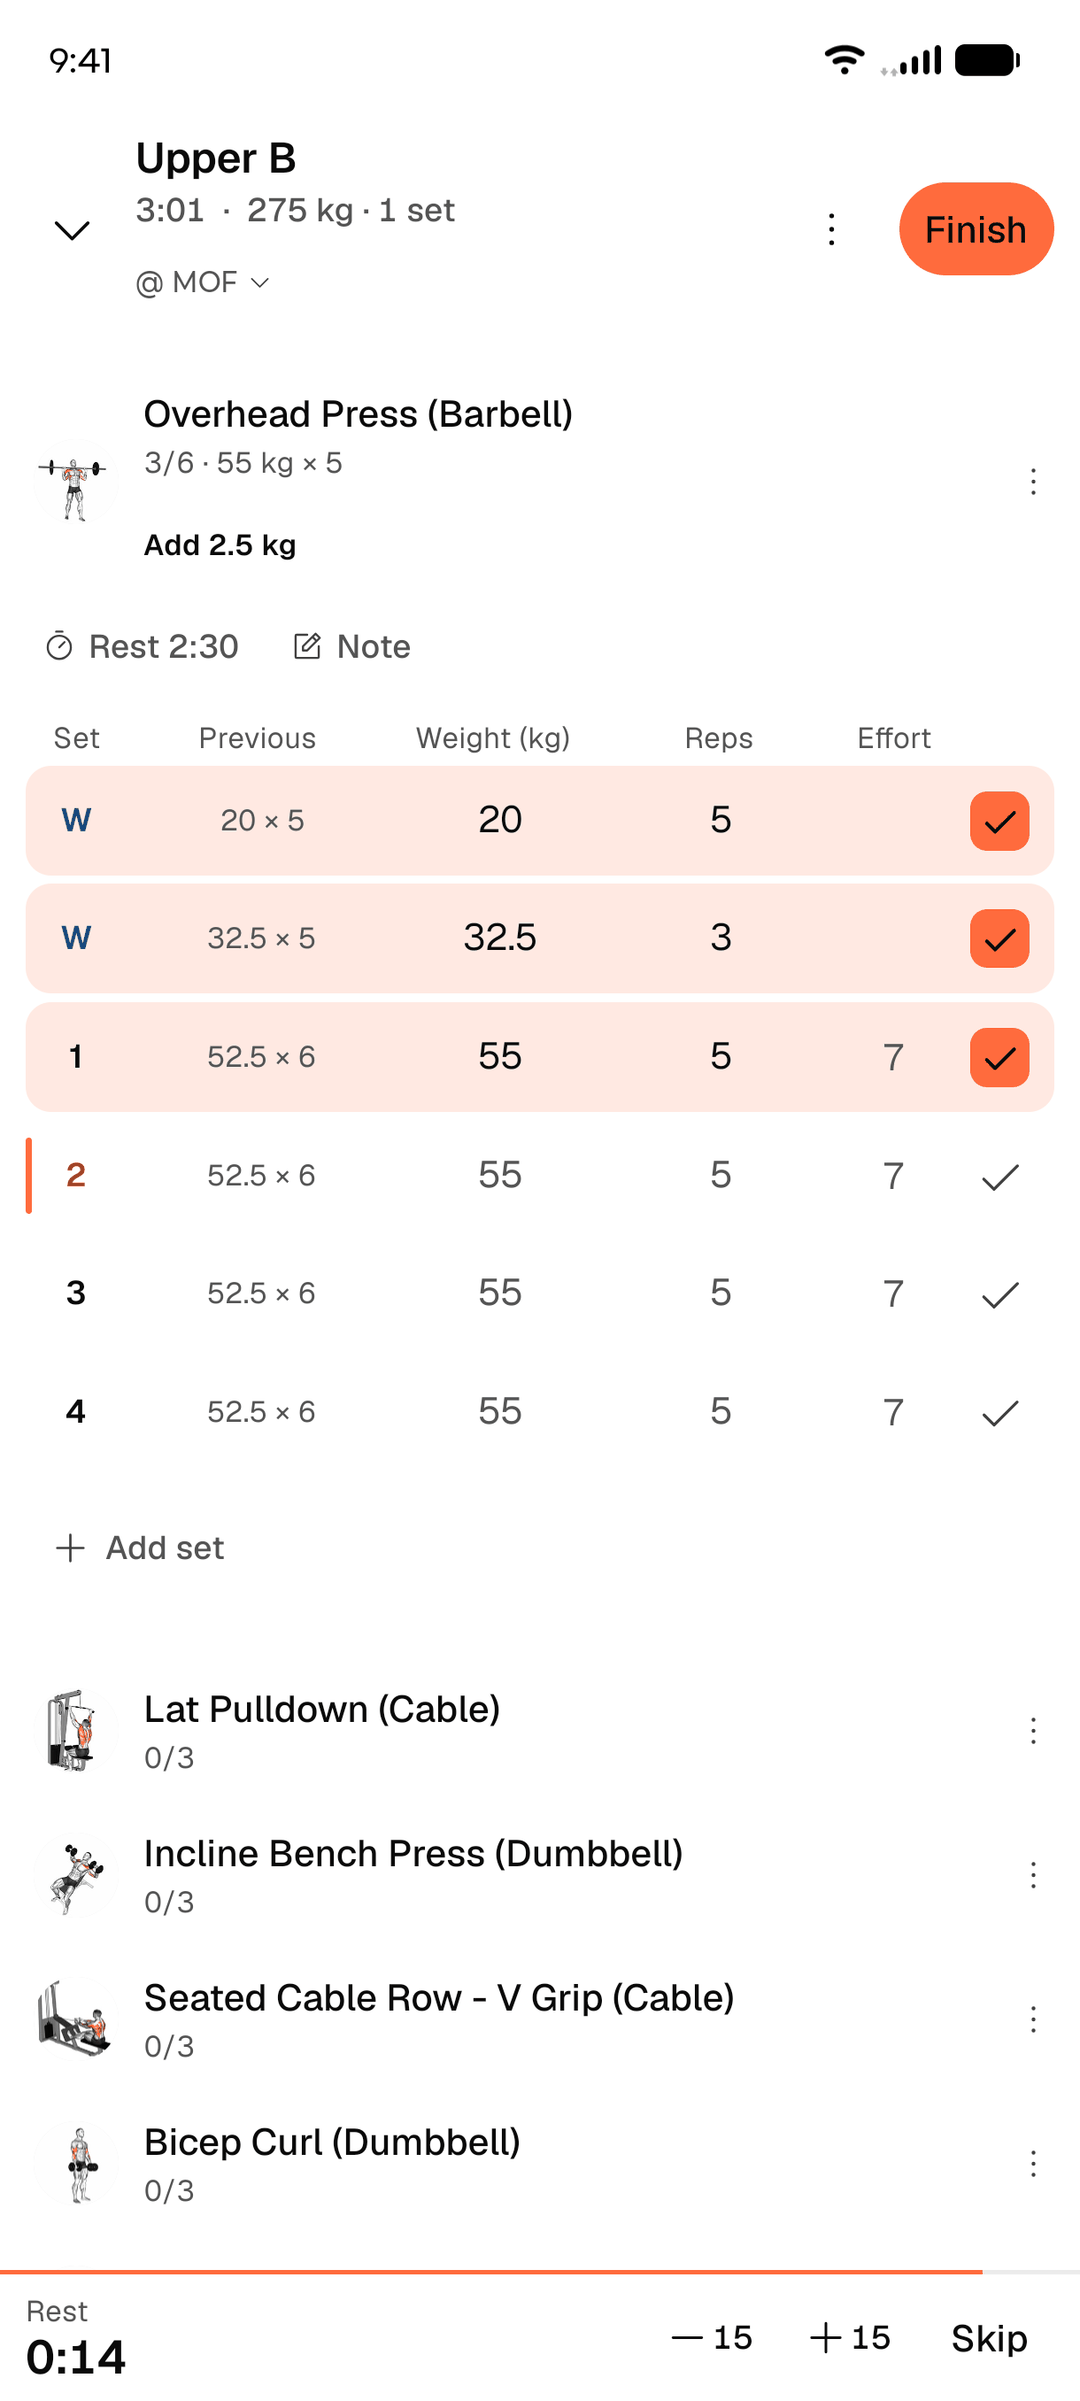 9:41
Upper B
3:01 · 275 kg · 1 set
@ MOF
Finish
Overhead Press (Barbell)
3/6 · 55 kg × 5
Add 2.5 kg
Rest 2:30 Note
Set Previous Weight (kg) Reps Effort
W 20 × 5 20 5
W 32.5 × 5 32.5 3
1 52.5 × 6 55 5 7
2 52.5 × 6 55 5 7
3 52.5 × 6 55 5 7
4 52.5 × 6 55 5 7
+ Add set
Lat Pulldown (Cable)
0/3
Incline Bench Press (Dumbbell)
0/3
Seated Cable Row - V Grip (Cable)
0/3
Bicep Curl (Dumbbell)
0/3
Rest
0:14
− 15 + 15 Skip